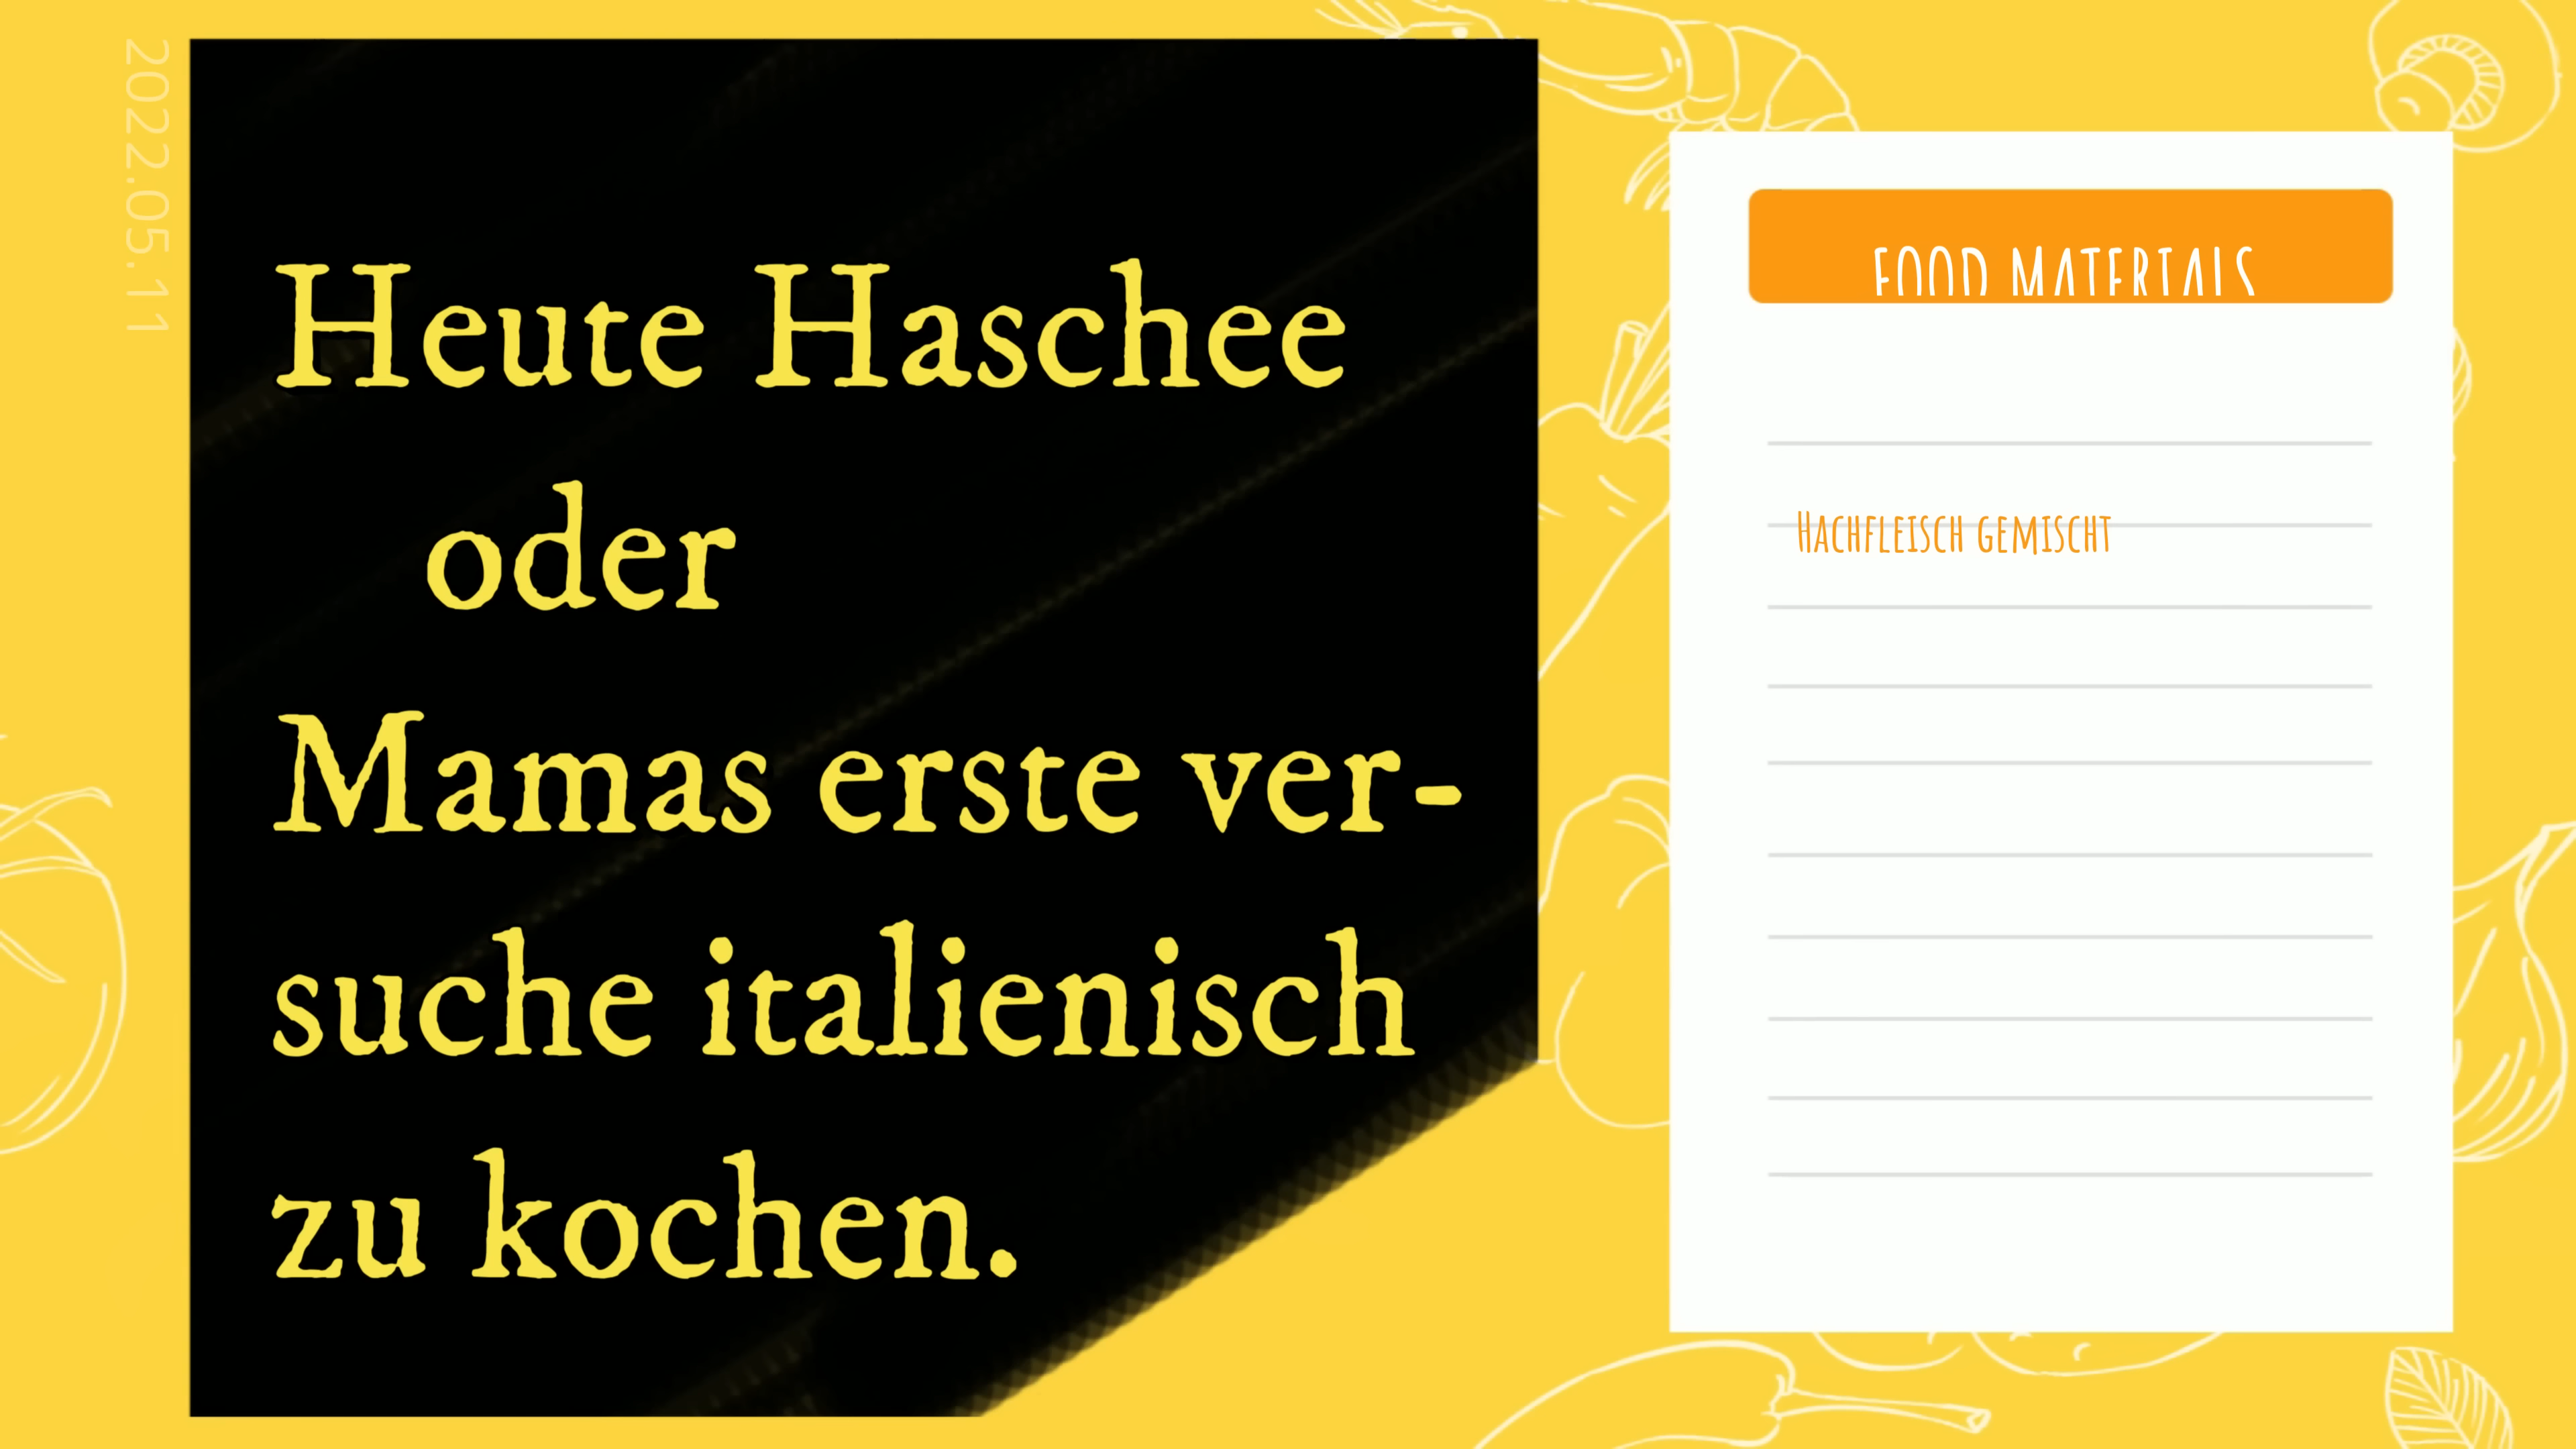 2022.05.11
Heute Haschee
oder
Mamas erste ver-
suche italienisch
zu kochen.
FOOD MATERIALS
Hachfleisch gemischt